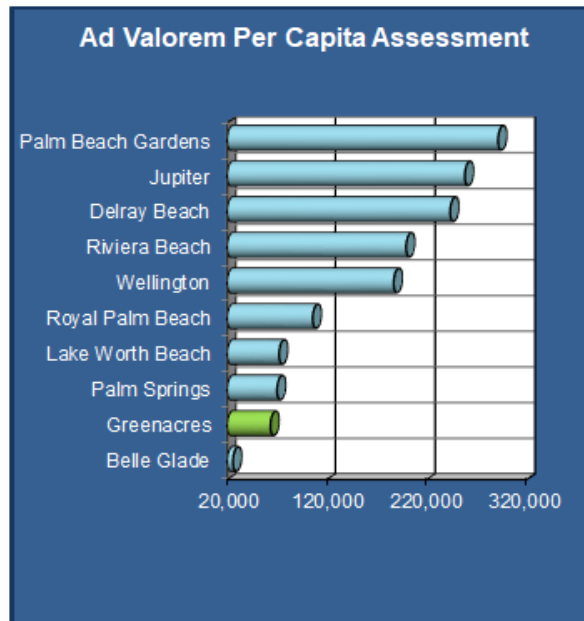 Ad Valorem Per Capita Assessment
Palm Beach Gardens
Jupiter
Delray Beach
Riviera Beach
Wellington
Royal Palm Beach
Lake Worth Beach
Palm Springs
Greenacres
Belle Glade
20,000 120,000 220,000 320,000